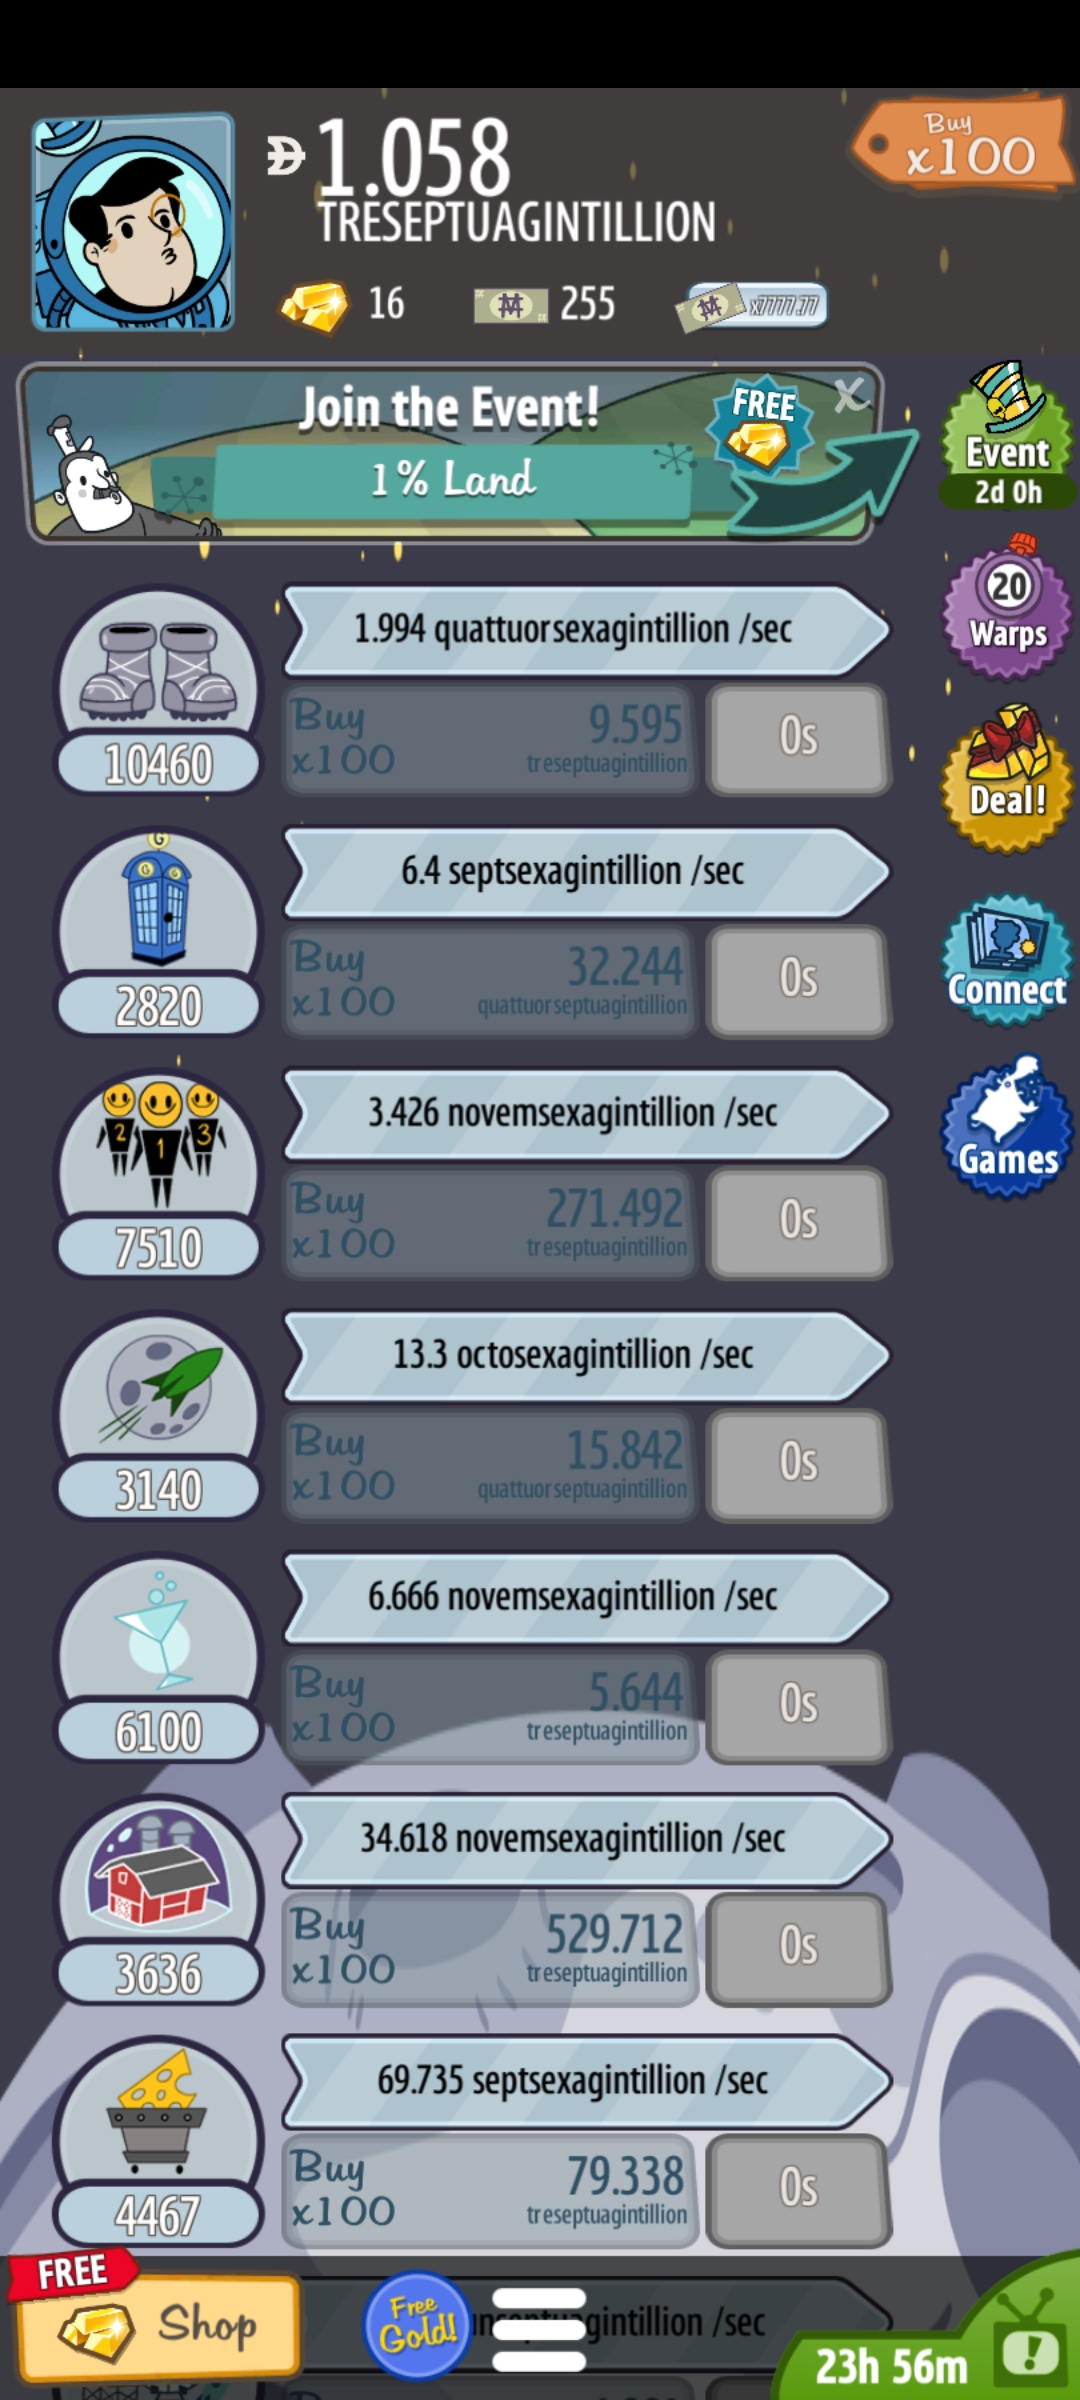 Buy
x100
1.058
TRESEPTUAGINTILLION
16
255
x7777.77
Join the Event!
1% Land
FREE
X
Event
2d 0h
1.994 quattuorsexagintillion /sec
Buy
x100
9.595
treseptuagintillion
0s
10460
20
Warps
Deal!
6.4 septsexagintillion /sec
Buy
x100
32.244
quattuorseptuagintillion
0s
G
G
G
2820
Connect
3.426 novemsexagintillion /sec
Buy
x100
271.492
treseptuagintillion
0s
2
1
3
7510
Games
13.3 octosexagintillion /sec
Buy
x100
15.842
quattuorseptuagintillion
0s
3140
6.666 novemsexagintillion /sec
Buy
x100
5.644
treseptuagintillion
0s
6100
34.618 novemsexagintillion /sec
Buy
x100
529.712
treseptuagintillion
0s
3636
69.735 septsexagintillion /sec
Buy
x100
79.338
treseptuagintillion
0s
4467
FREE
Shop
Free
Gold!
/sec
23h 56m
!